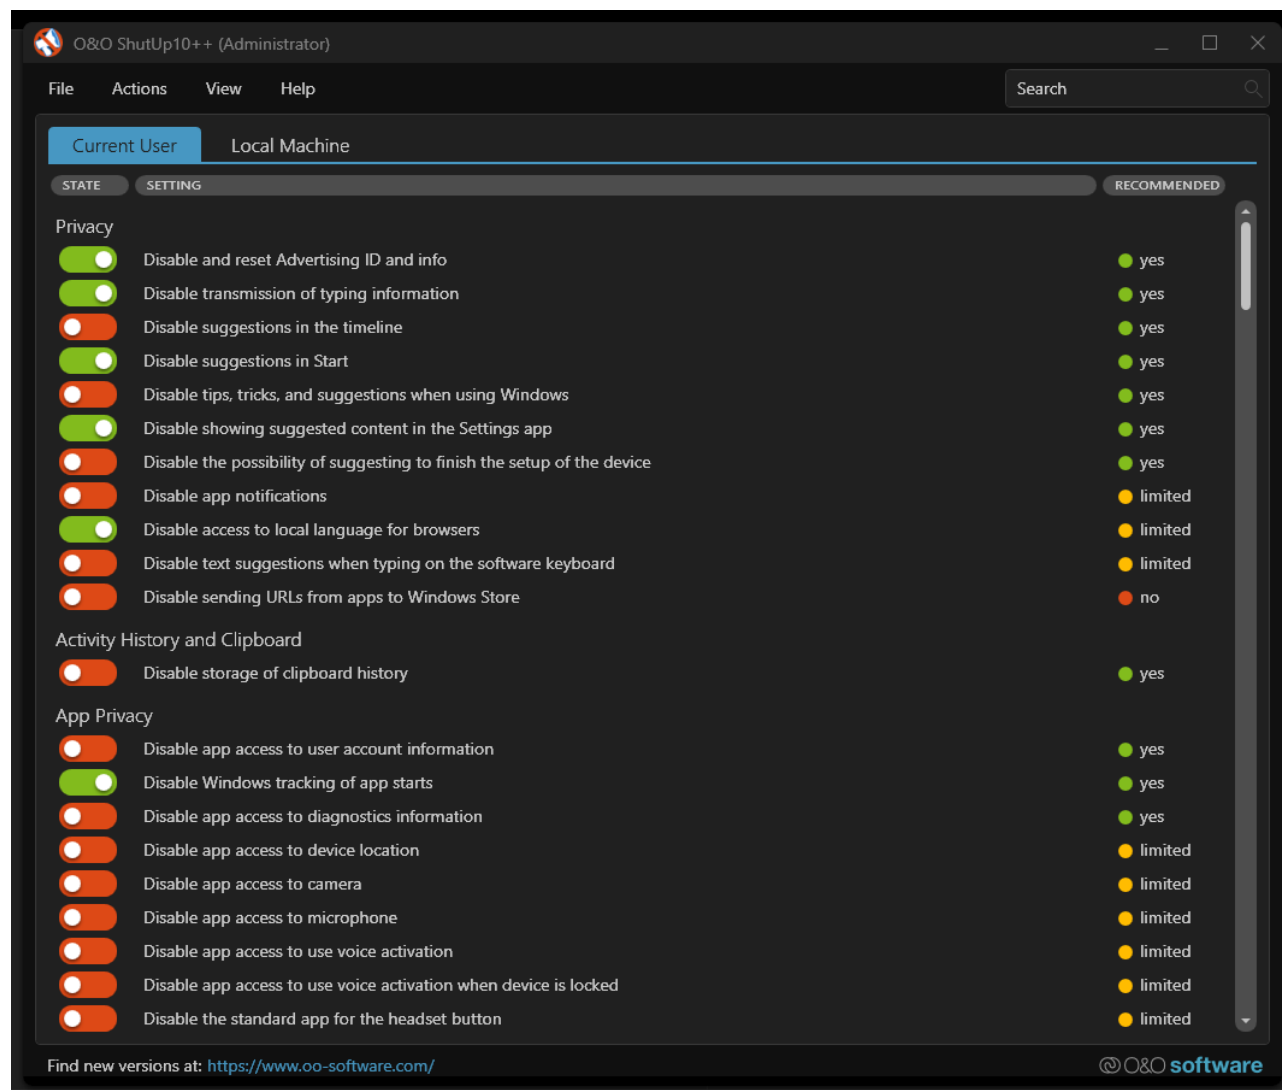 O&O ShutUp10++ (Administrator)
File Actions View Help Search
Current User Local Machine
STATE SETTING RECOMMENDED
Privacy
Disable and reset Advertising ID and info yes
Disable transmission of typing information yes
Disable suggestions in the timeline yes
Disable suggestions in Start yes
Disable tips, tricks, and suggestions when using Windows yes
Disable showing suggested content in the Settings app yes
Disable the possibility of suggesting to finish the setup of the device yes
Disable app notifications limited
Disable access to local language for browsers limited
Disable text suggestions when typing on the software keyboard limited
Disable sending URLs from apps to Windows Store no
Activity History and Clipboard
Disable storage of clipboard history yes
App Privacy
Disable app access to user account information yes
Disable Windows tracking of app starts yes
Disable app access to diagnostics information yes
Disable app access to device location limited
Disable app access to camera limited
Disable app access to microphone limited
Disable app access to use voice activation limited
Disable app access to use voice activation when device is locked limited
Disable the standard app for the headset button limited
Find new versions at: https://www.oo-software.com/ O&O software